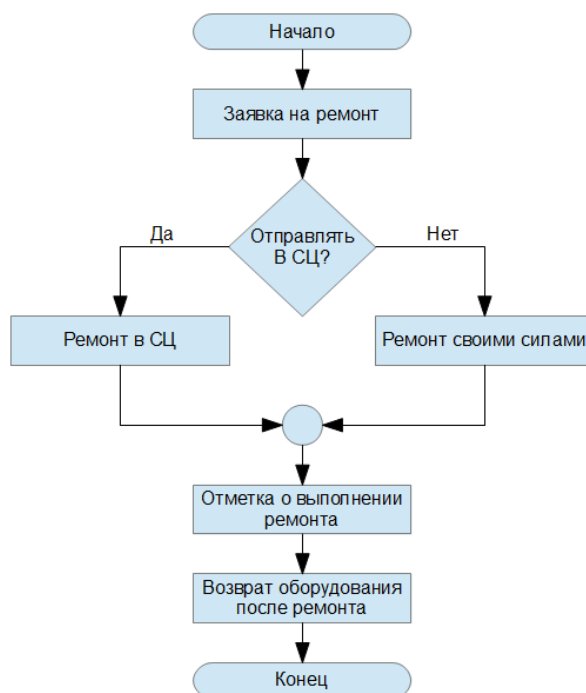 Начало
Заявка на ремонт
Отправлять
В СЦ?
Да
Нет
Ремонт в СЦ
Ремонт своими силами
Отметка о выполнении
ремонта
Возврат оборудования
после ремонта
Конец